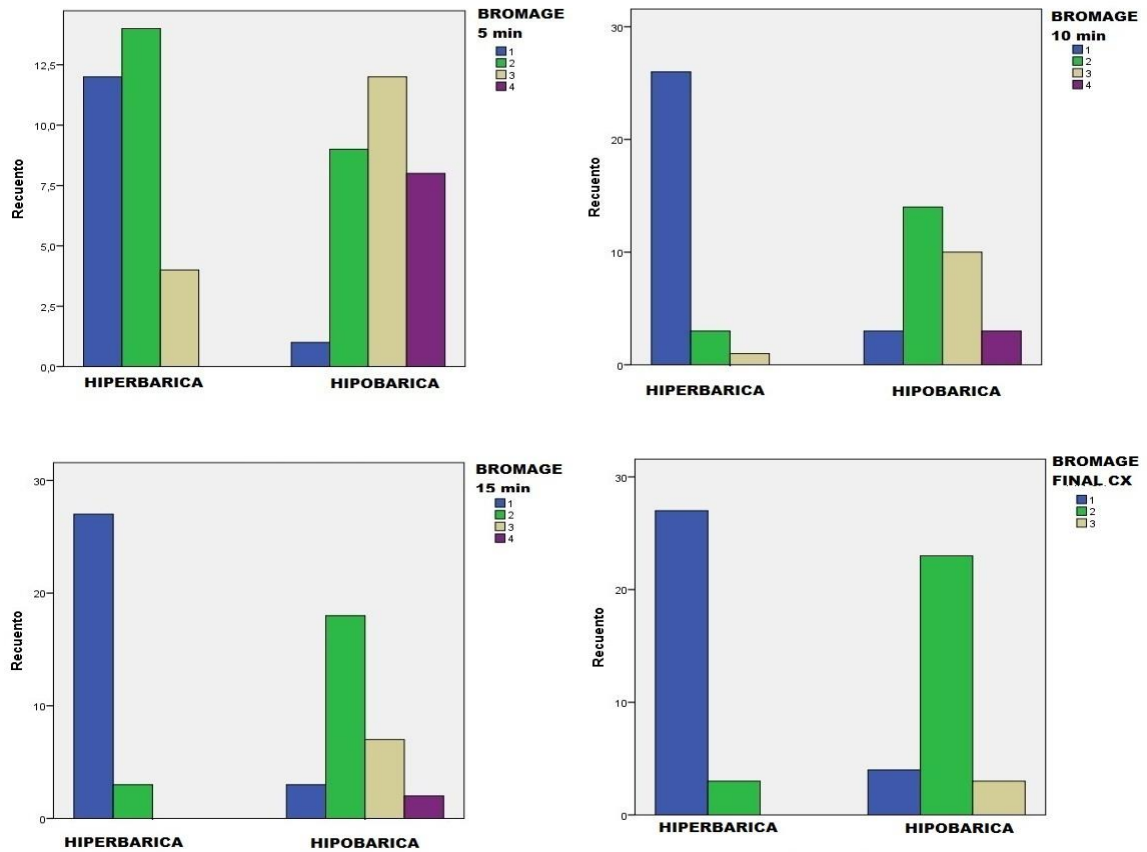 BROMAGE
5 min
1
2
3
4
12,5
10,0
7,5
5,0
2,5
0,0
Recuento
HIPERBARICA
HIPOBARICA
BROMAGE
10 min
1
2
3
4
30
20
10
0
Recuento
HIPERBARICA
HIPOBARICA
BROMAGE
15 min
1
2
3
4
30
20
10
0
Recuento
HIPERBARICA
HIPOBARICA
BROMAGE
FINAL CX
1
2
3
30
20
10
0
Recuento
HIPERBARICA
HIPOBARICA